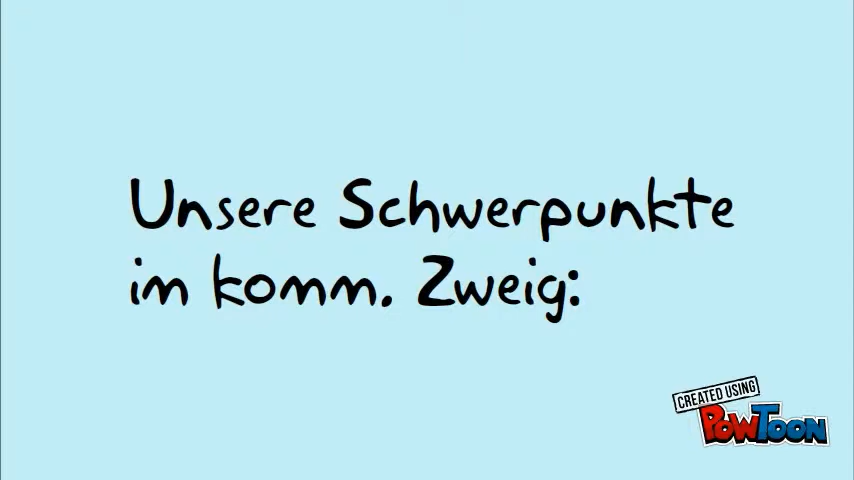 Unsere Schwerpunkte
im komm. Zweig:
CREATED USING
POWTOON